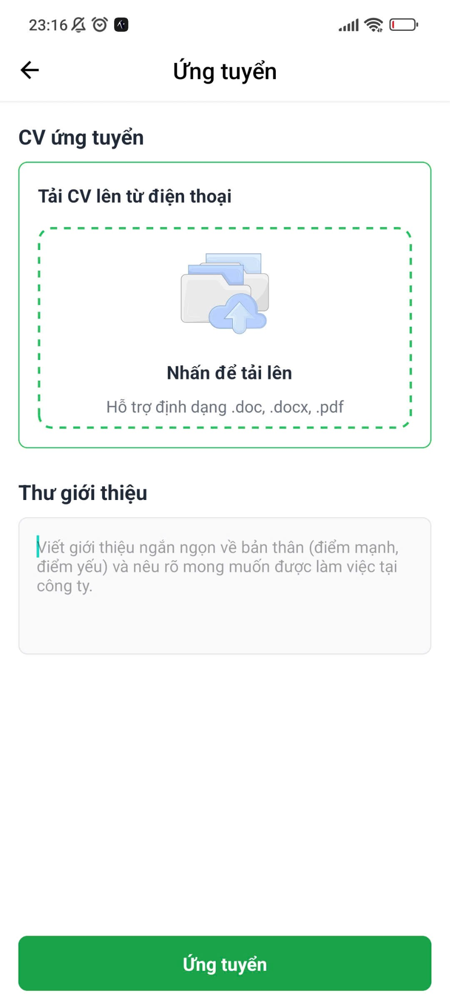 23:16
Ứng tuyển
CV ứng tuyển
Tải CV lên từ điện thoại
Nhấn để tải lên
Hỗ trợ định dạng .doc, .docx, .pdf
Thư giới thiệu
Viết giới thiệu ngắn ngọn về bản thân (điểm mạnh,
điểm yếu) và nêu rõ mong muốn được làm việc tại
công ty.
Ứng tuyển